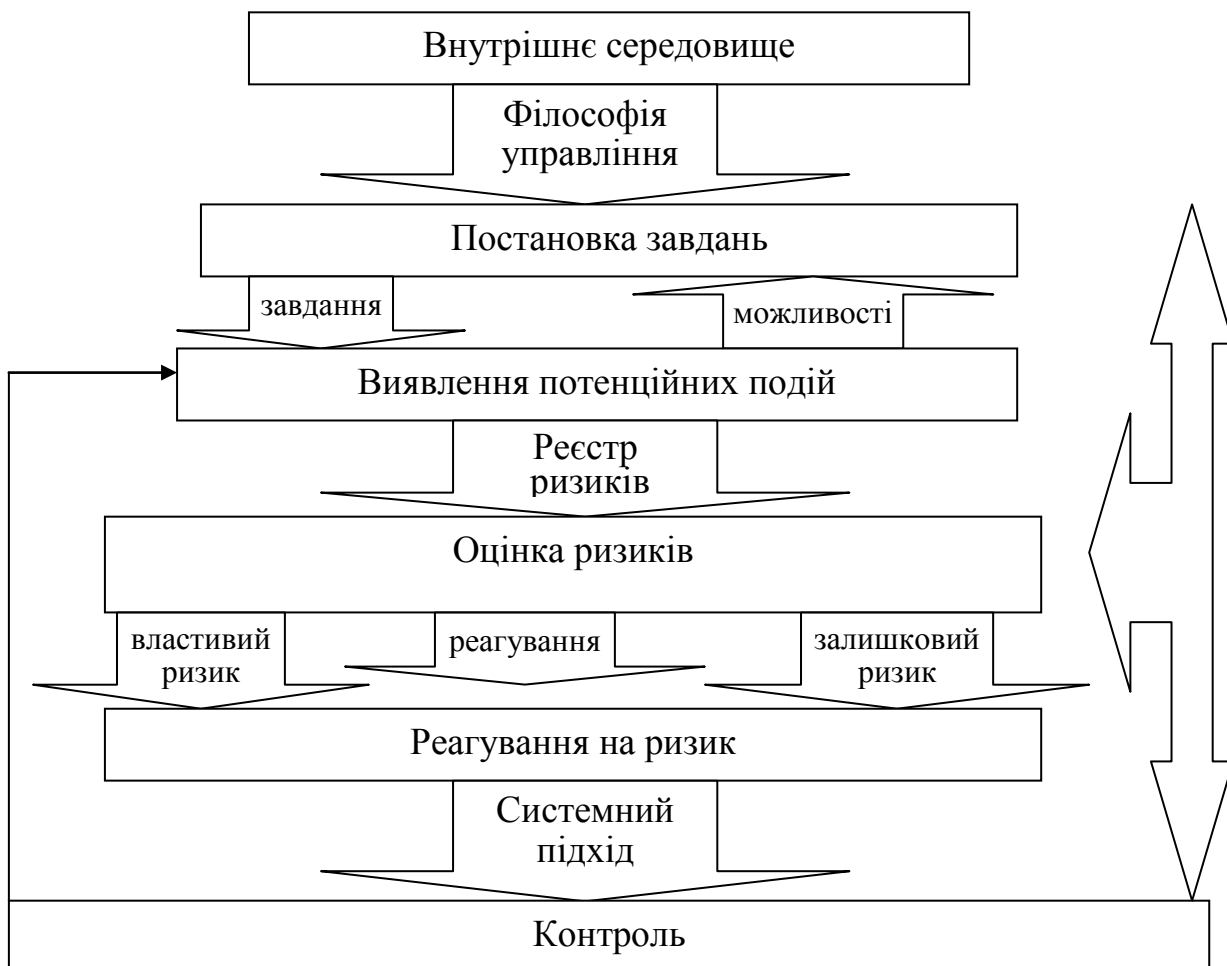 Внутрішнє середовище
Філософія
управління
Постановка завдань
завдання
можливості
Виявлення потенційних подій
Реєстр
ризиків
Оцінка ризиків
властивий
ризик
реагування
залишковий
ризик
Реагування на ризик
Системний
підхід
Контроль